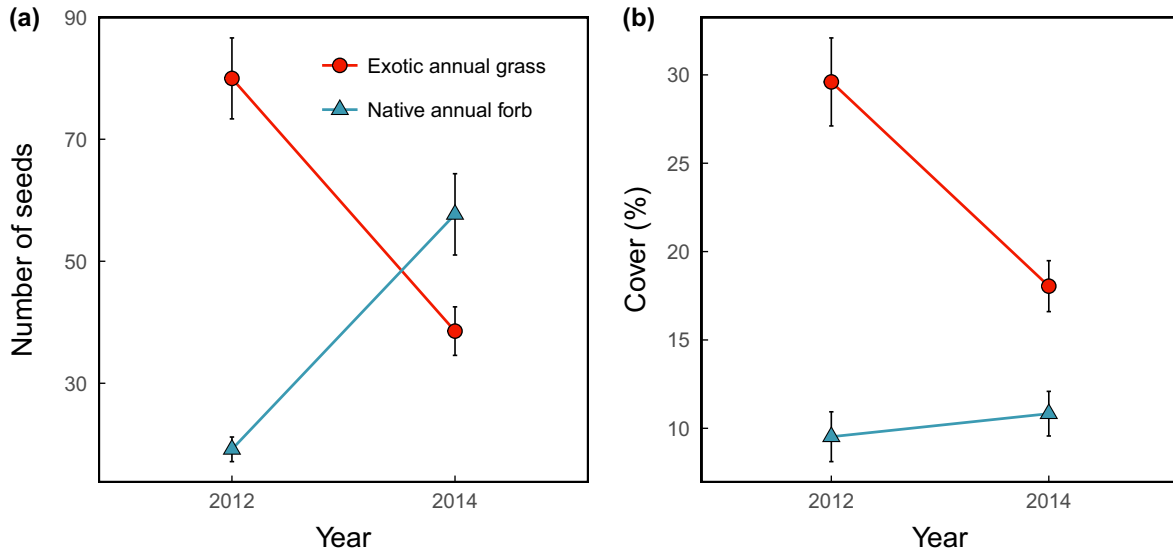 (a)
Number of seeds
90
70
50
30
Exotic annual grass
Native annual forb
2012
2014
Year
(b)
Cover (%)
30
25
20
15
10
2012
2014
Year